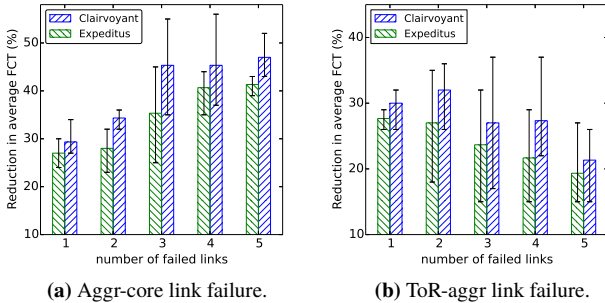 Clairvoyant
Expeditus
Reduction in average FCT (%)
50
40
30
20
10
1 2 3 4 5
number of failed links
(a) Aggr-core link failure.
Clairvoyant
Expeditus
Reduction in average FCT (%)
40
30
20
10
1 2 3 4 5
number of failed links
(b) ToR-aggr link failure.